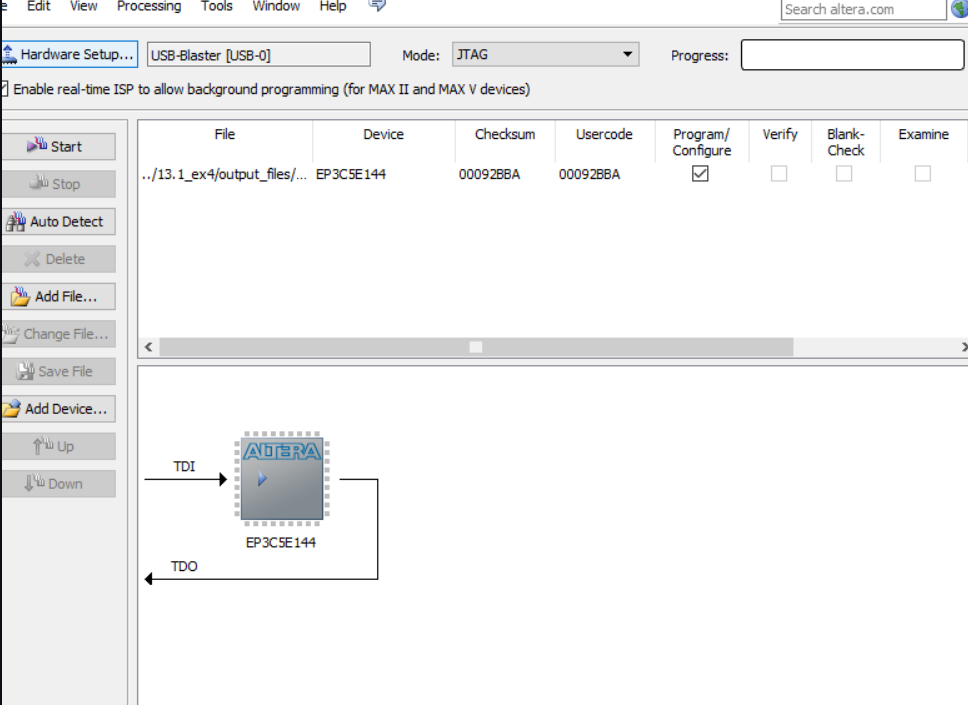 Edit View Processing Tools Window Help
Search altera.com
Hardware Setup... USB-Blaster [USB-0] Mode: JTAG Progress:
Enable real-time ISP to allow background programming (for MAX II and MAX V devices)
Start
Stop
Auto Detect
Delete
Add File...
Change File...
Save File
Add Device...
Up
Down
File Device Checksum Usercode Program/ Verify Blank- Examine
Configure Check
../13.1_ex4/output_files/... EP3C5E144 00092BBA 00092BBA
TDI
ALTERA
EP3C5E144
TDO